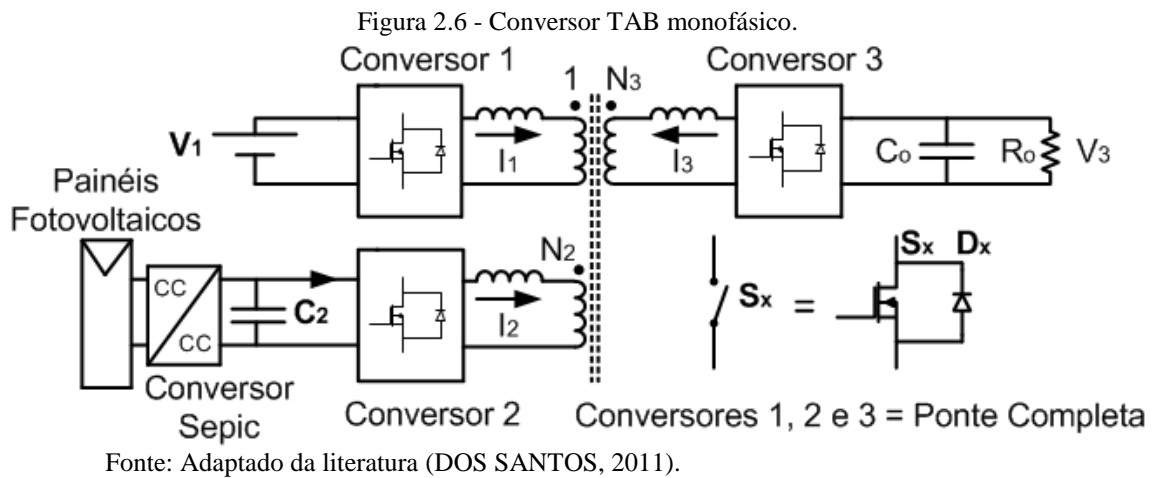 Figura 2.6 - Conversor TAB monofásico.
Conversor 1
1
N3
Conversor 3
V1
I1
I3
Co
Ro
V3
Painéis
Fotovoltaicos
CC
CC
C2
N2
I2
Sx
=
Sx
Dx
Conversor
Sepic
Conversor 2
Conversores 1, 2 e 3 = Ponte Completa
Fonte: Adaptado da literatura (DOS SANTOS, 2011).